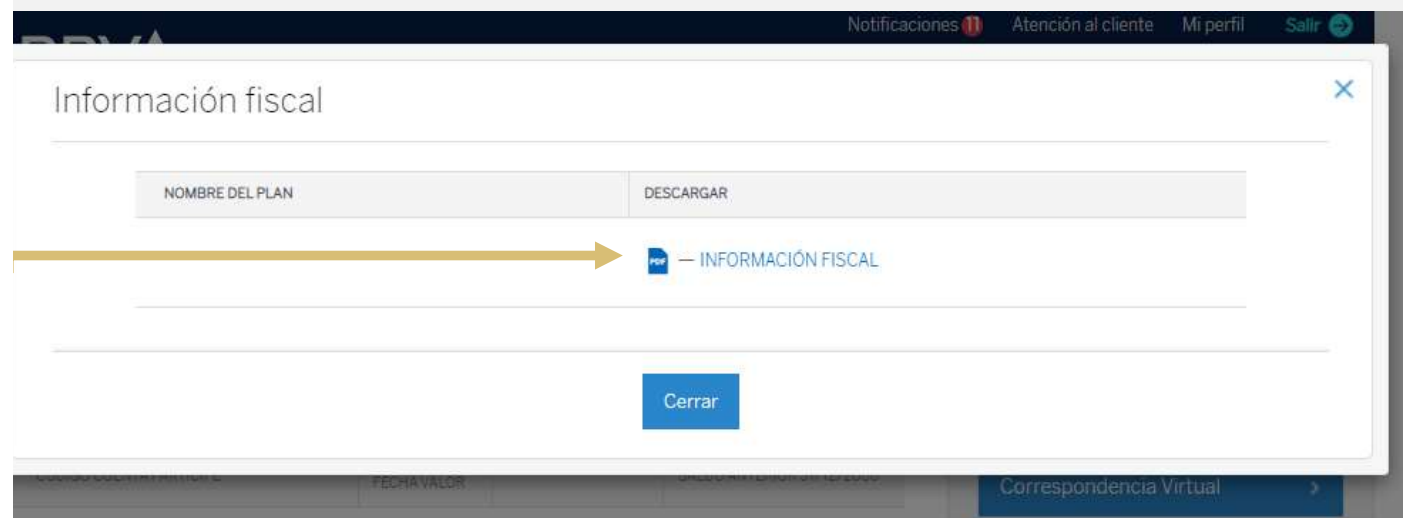 Notificaciones 11 Atención al cliente Mi perfil Salir
BBVA
Información fiscal
NOMBRE DEL PLAN DESCARGAR
PDF — INFORMACIÓN FISCAL
Cerrar
FECHA VALOR
Correspondencia Virtual